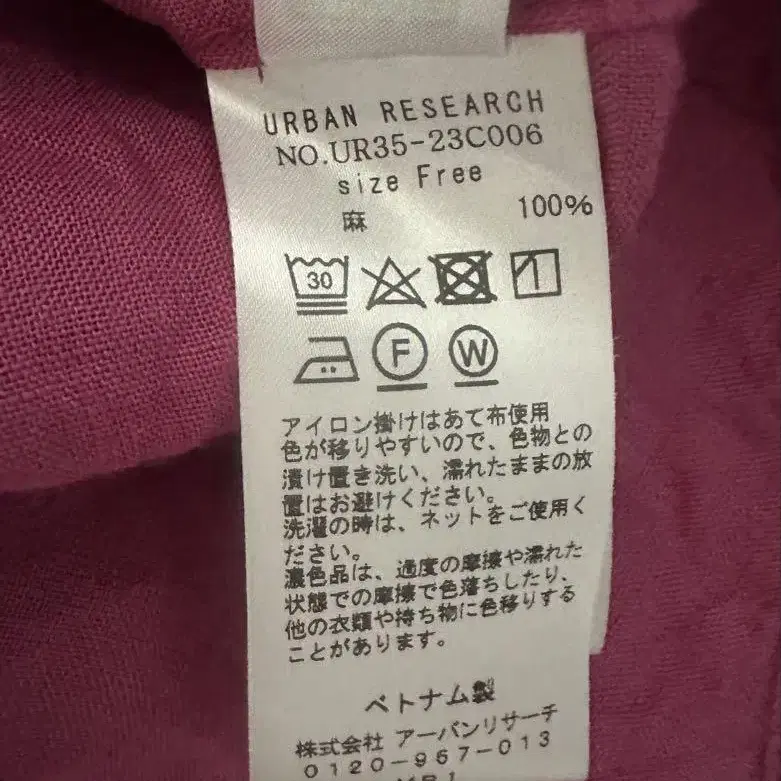 URBAN RESEARCH
NO.UR35-23C006
size Free
麻 100%
30
F W
アイロン掛けはあて布使用
色が移りやすいので、色物との
漬け置き洗い、濡れたままの放
置はお避けください。
洗濯の時は、ネットをご使用く
ださい。
濃色品は、過度の摩擦や濡れた
状態での摩擦で色落ちしたり、
他の衣類や持ち物に色移りする
ことがあります。
ベトナム製
株式会社 アーバンリサーチ
0120-967-013